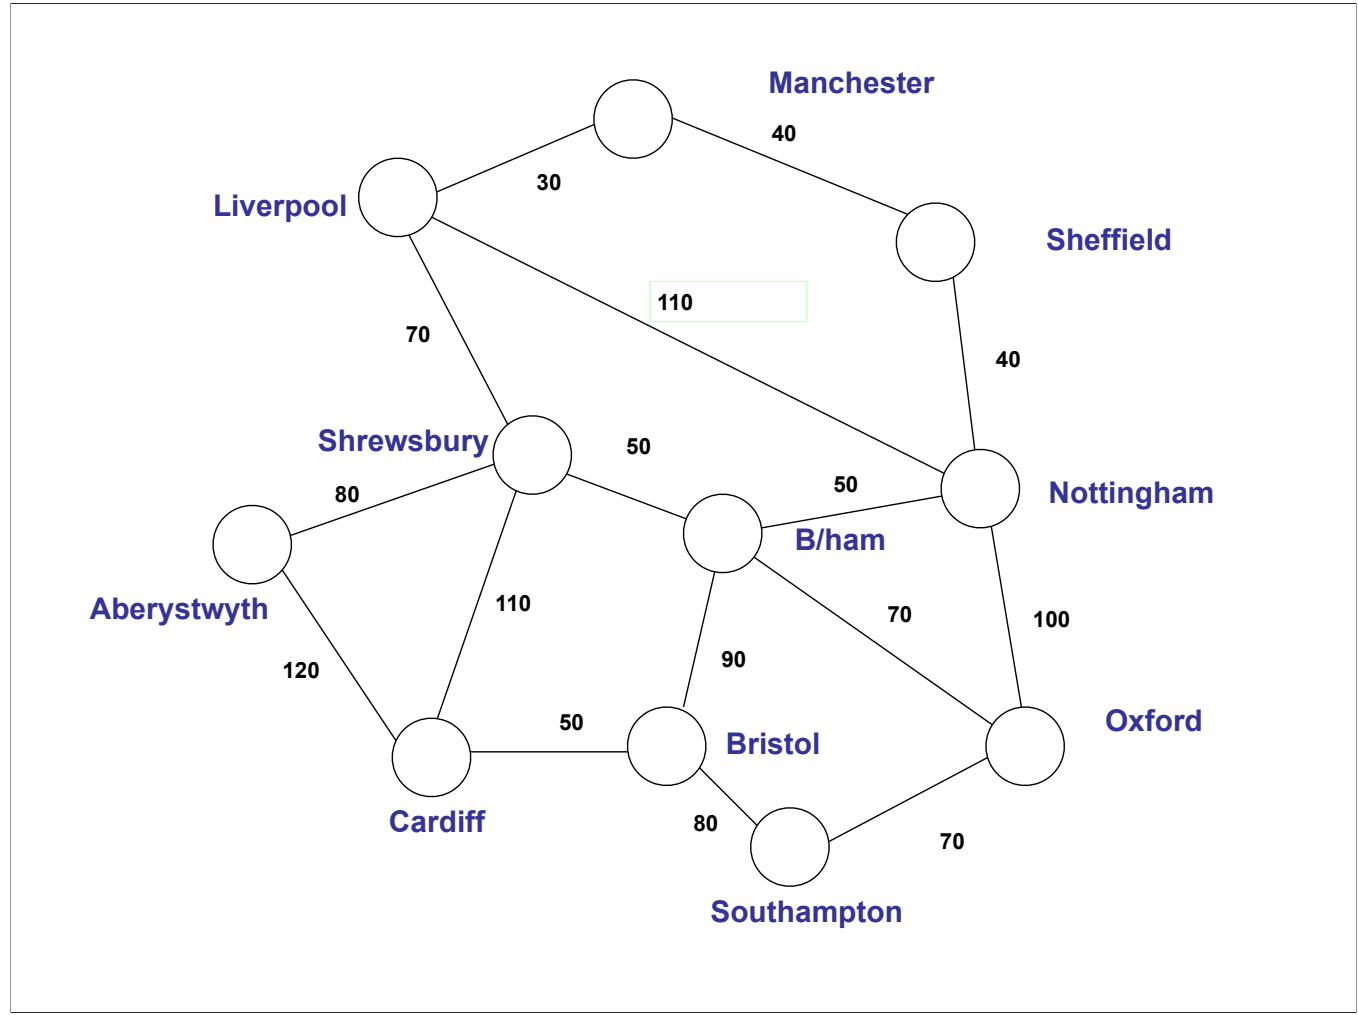 Manchester
40
30
Liverpool
Sheffield
110
70
40
Shrewsbury
50
80
50
Nottingham
B/ham
Aberystwyth
110
70
100
120
90
50
Bristol
Oxford
Cardiff
80
70
Southampton